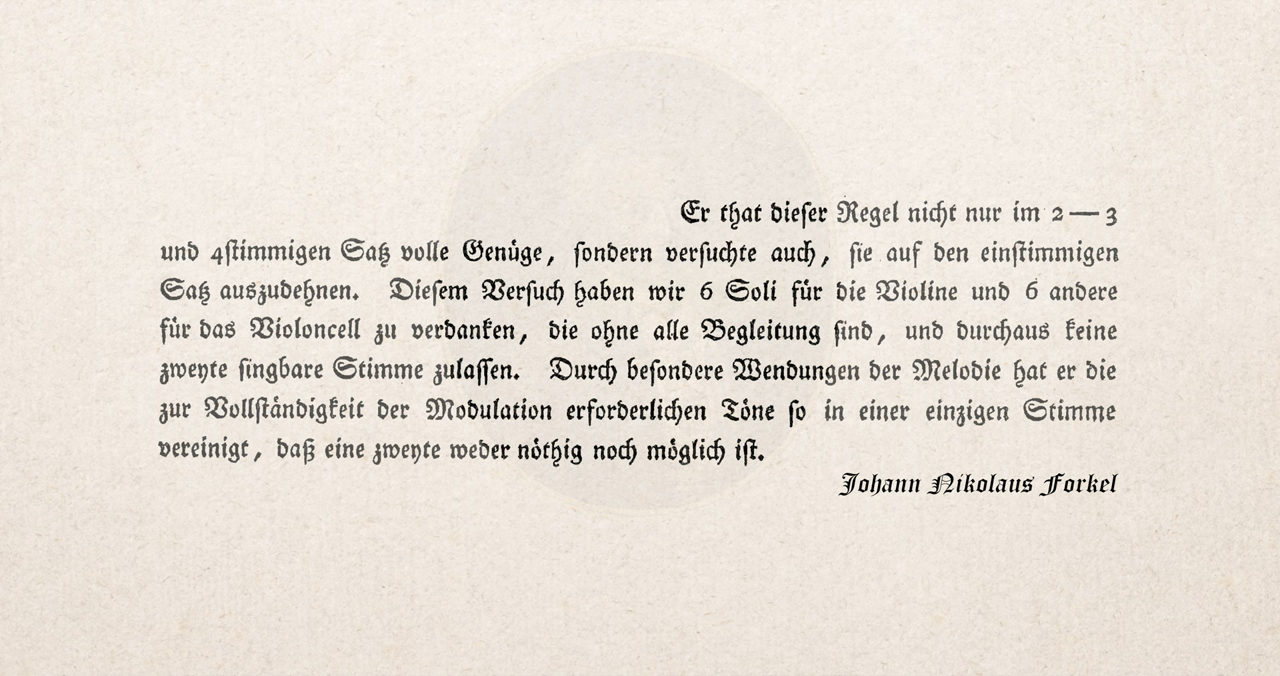 Er that dieser Regel nicht nur im 2 — 3
und 4stimmigen Satz volle Genüge, sondern versuchte auch, sie auf den einstimmigen
Satz auszudehnen. Diesem Versuch haben wir 6 Soli für die Violine und 6 andere
für das Violoncell zu verdanken, die ohne alle Begleitung sind, und durchaus keine
zweyte singbare Stimme zulassen. Durch besondere Wendungen der Melodie hat er die
zur Vollständigkeit der Modulation erforderlichen Töne so in einer einzigen Stimme
vereinigt, daß eine zweyte weder nöthig noch möglich ist.
Johann Nikolaus Forkel